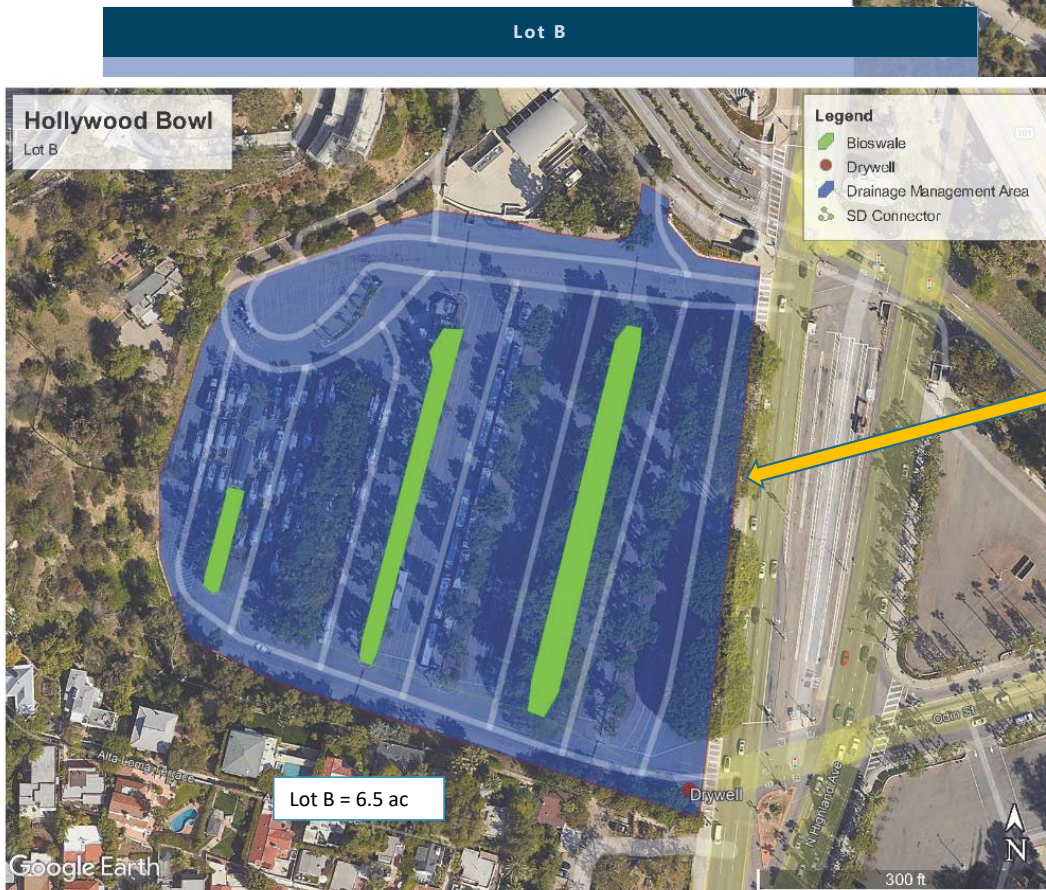 Lot B
Hollywood Bowl
Lot B
Legend
Bioswale
Drywell
Drainage Management Area
SD Connector
101
Alta Loma Terrace
Lot B = 6.5 ac
Drywell
Odin St
N Highland Ave
N
Google Earth
300 ft